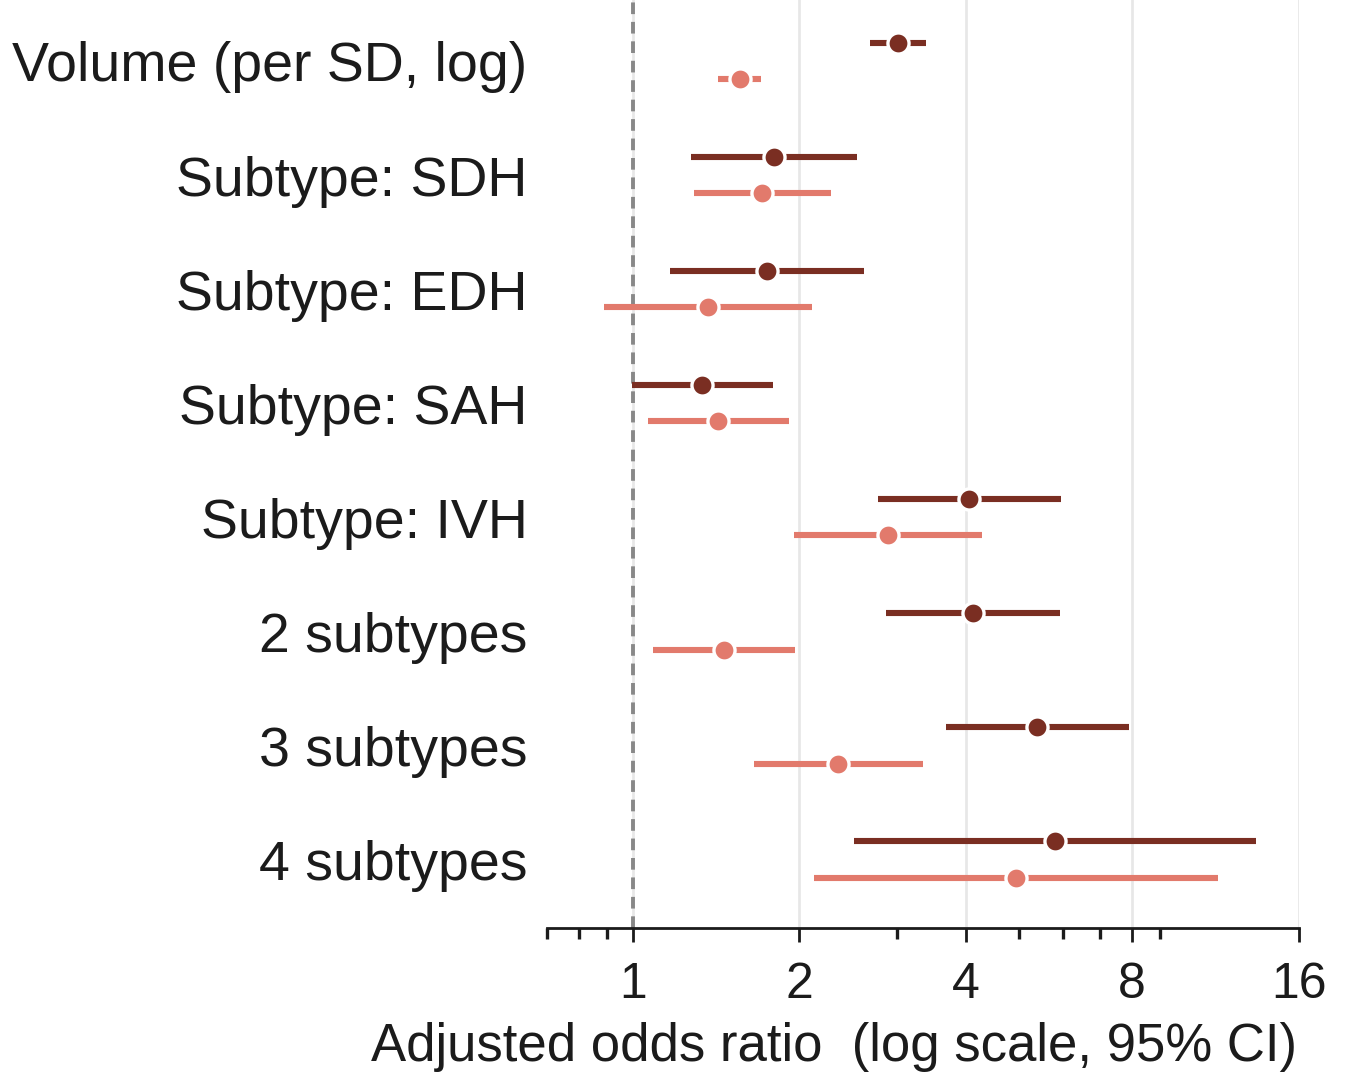 Volume (per SD, log)
Subtype: SDH
Subtype: EDH
Subtype: SAH
Subtype: IVH
2 subtypes
3 subtypes
4 subtypes
1 2 4 8 16
Adjusted odds ratio (log scale, 95% CI)